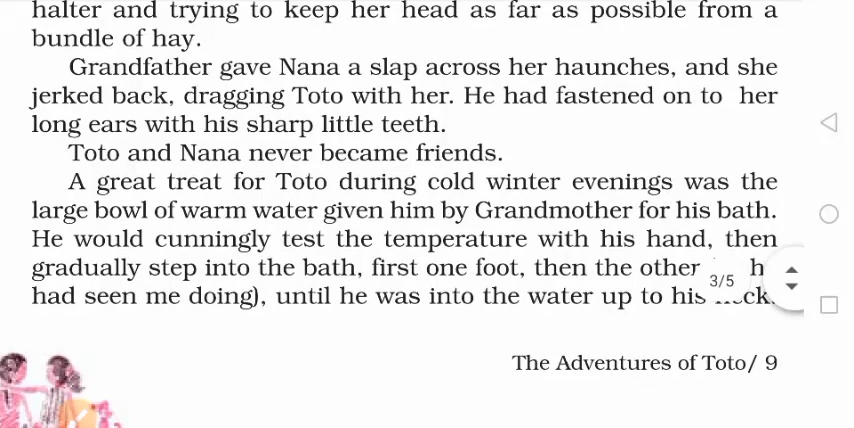 halter and trying to keep her head as far as possible from a
bundle of hay.
Grandfather gave Nana a slap across her haunches, and she
jerked back, dragging Toto with her. He had fastened on to her
long ears with his sharp little teeth.
Toto and Nana never became friends.
A great treat for Toto during cold winter evenings was the
large bowl of warm water given him by Grandmother for his bath.
He would cunningly test the temperature with his hand, then
gradually step into the bath, first one foot, then the other
3/5
had seen me doing), until he was into the water up to his
The Adventures of Toto/ 9